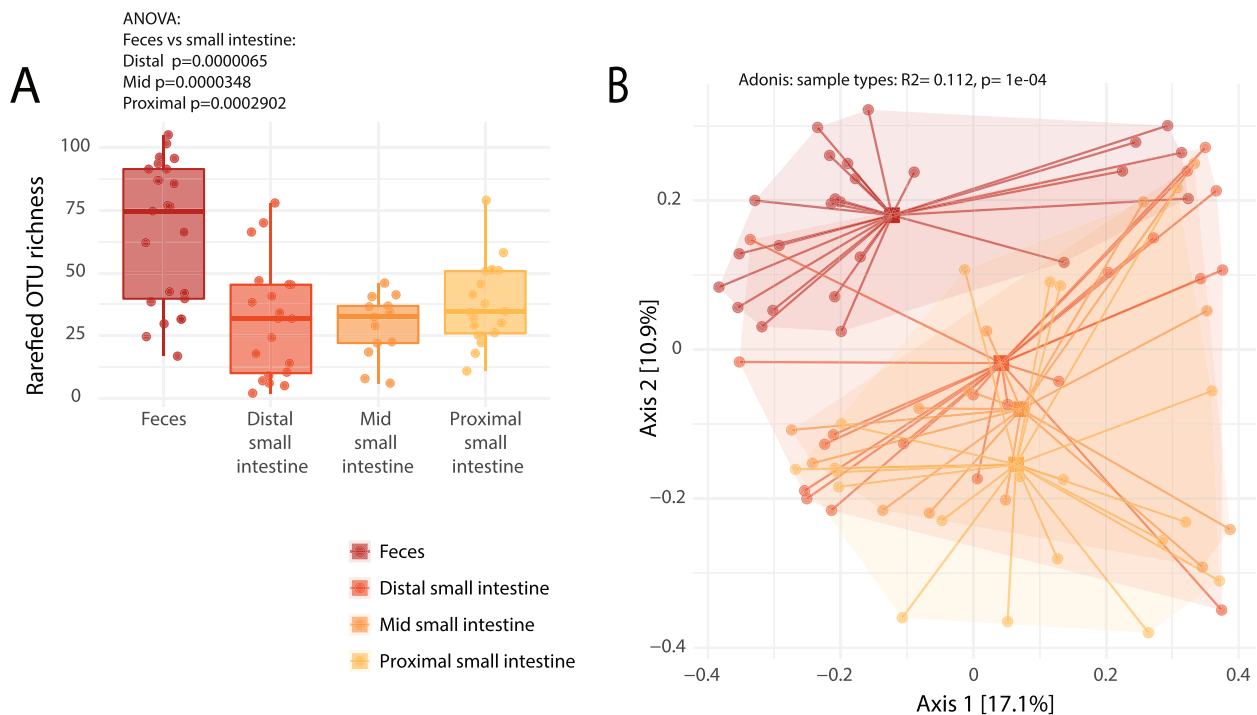 ANOVA:
Feces vs small intestine:
Distal p=0.0000065
Mid p=0.0000348
Proximal p=0.0002902
A
Rarefied OTU richness
100
75
50
25
0
Feces
Distal
small
intestine
Mid
small
intestine
Proximal
small
intestine
Feces
Distal small intestine
Mid small intestine
Proximal small intestine
B
Adonis: sample types: R2= 0.112, p= 1e-04
Axis 2 [10.9%]
0.2
0
−0.2
−0.4
−0.4
−0.2
0
0.2
0.4
Axis 1 [17.1%]